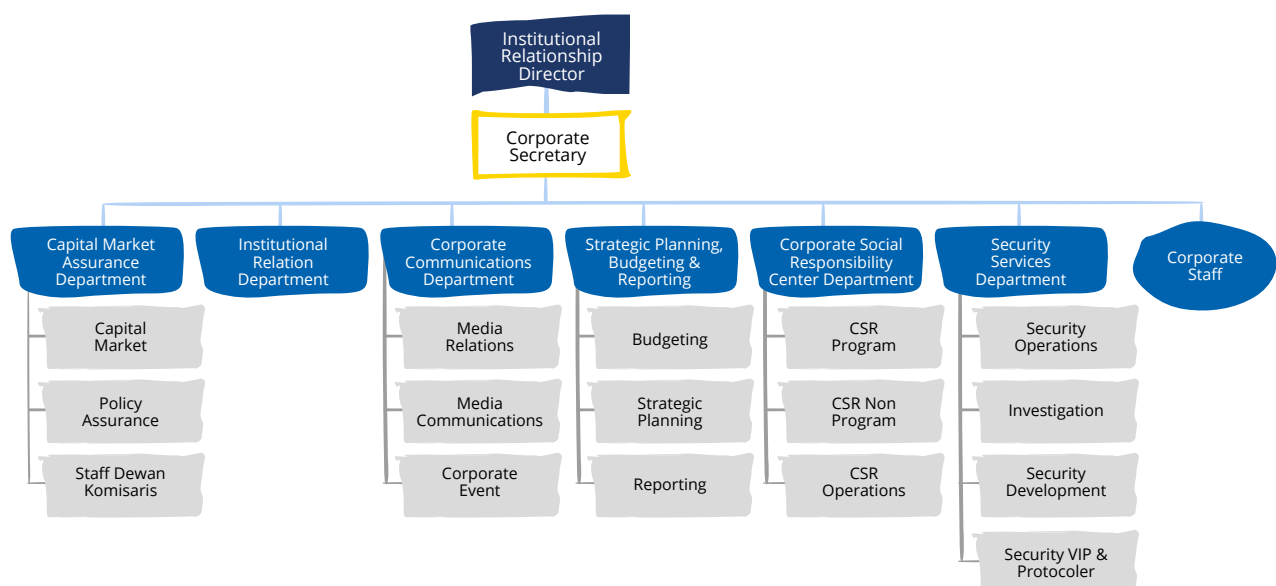 Institutional
Relationship
Director
Corporate
Secretary
Capital Market
Assurance
Department
Institutional
Relation
Department
Corporate
Communications
Department
Strategic Planning,
Budgeting &
Reporting
Corporate Social
Responsibility
Center Department
Security
Services
Department
Corporate
Staff
Capital
Market
Policy
Assurance
Staff Dewan
Komisaris
Media
Relations
Media
Communications
Corporate
Event
Budgeting
Strategic
Planning
Reporting
CSR
Program
CSR Non
Program
CSR
Operations
Security
Operations
Investigation
Security
Development
Security VIP &
Protocoler